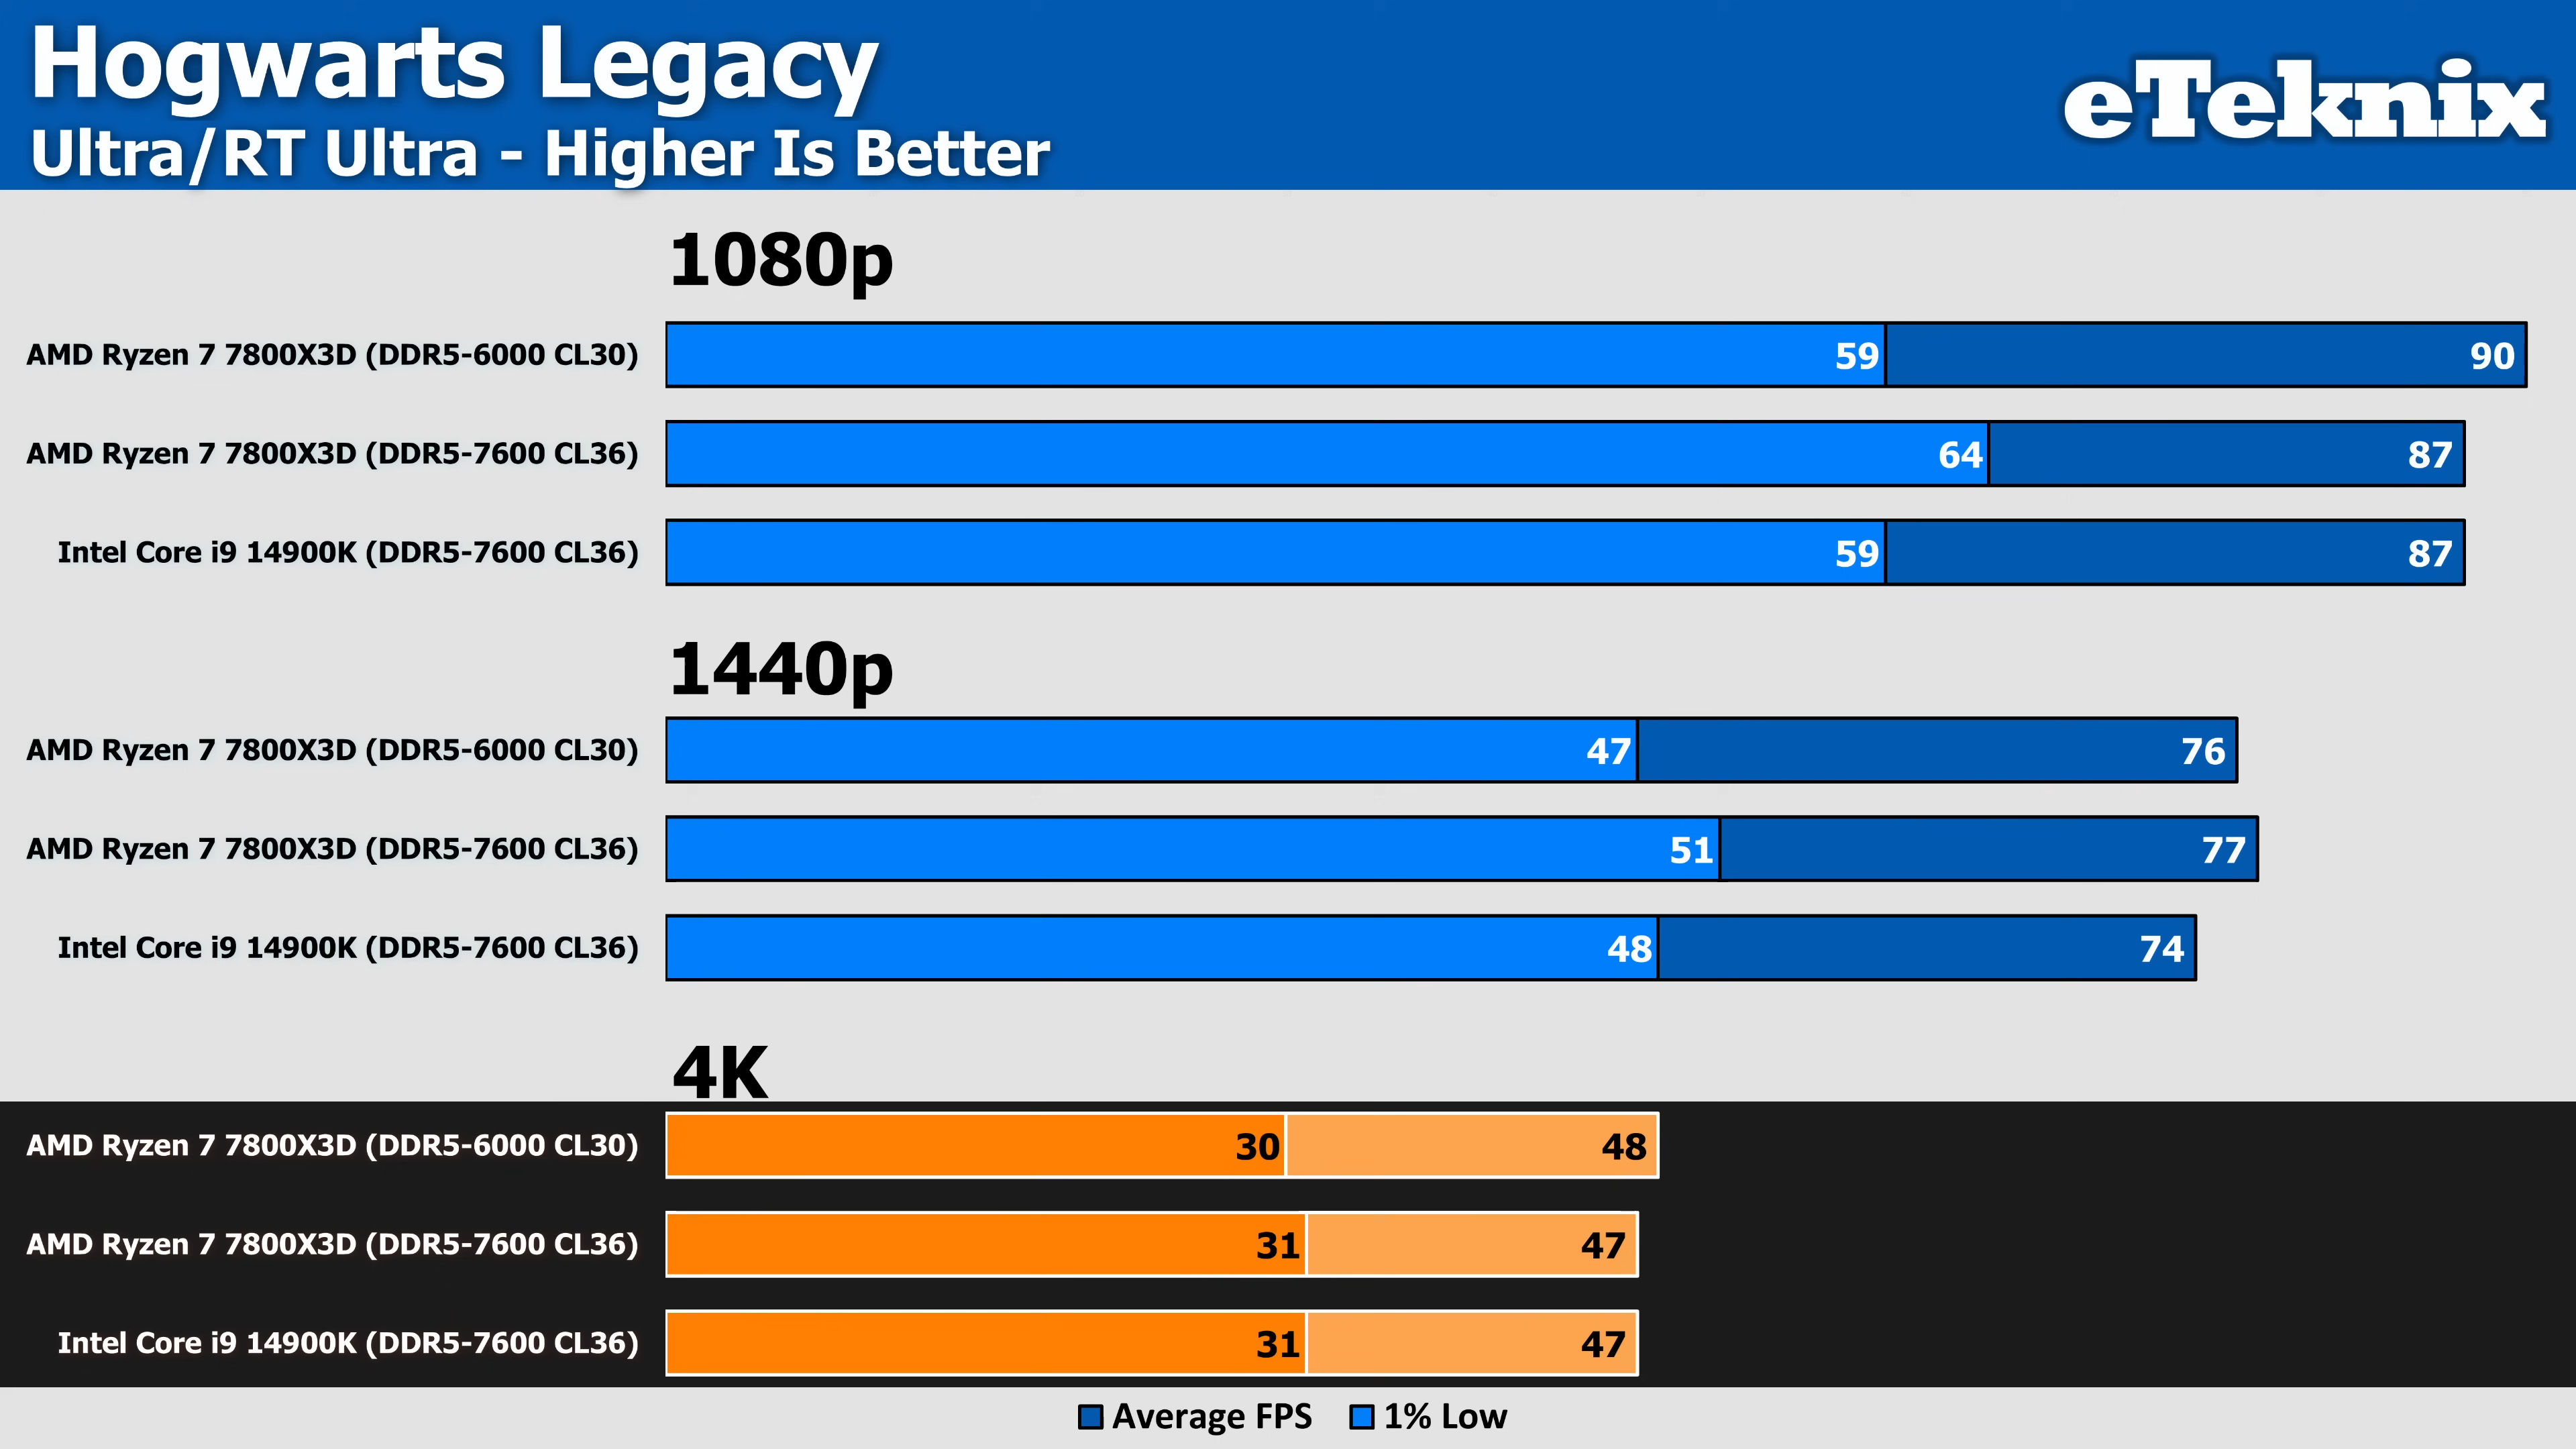 Hogwarts Legacy
eTeknix
Ultra/RT Ultra - Higher Is Better
1080p
AMD Ryzen 7 7800X3D (DDR5-6000 CL30) 59 90
AMD Ryzen 7 7800X3D (DDR5-7600 CL36) 64 87
Intel Core i9 14900K (DDR5-7600 CL36) 59 87
1440p
AMD Ryzen 7 7800X3D (DDR5-6000 CL30) 47 76
AMD Ryzen 7 7800X3D (DDR5-7600 CL36) 51 77
Intel Core i9 14900K (DDR5-7600 CL36) 48 74
4K
AMD Ryzen 7 7800X3D (DDR5-6000 CL30) 30 48
AMD Ryzen 7 7800X3D (DDR5-7600 CL36) 31 47
Intel Core i9 14900K (DDR5-7600 CL36) 31 47
Average FPS 1% Low